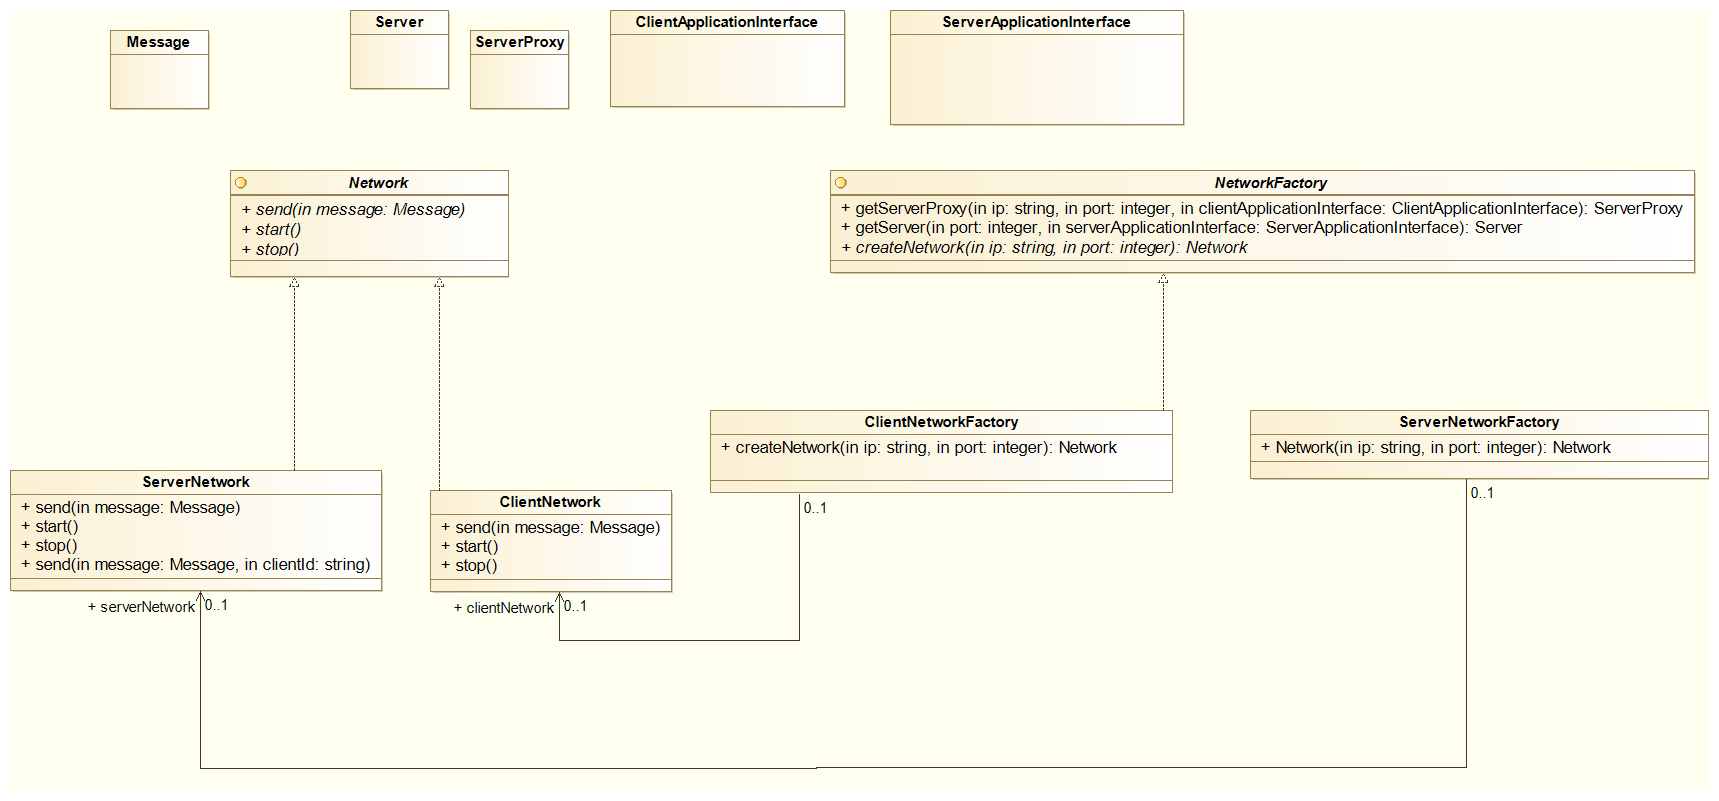 Message
Server
ServerProxy
ClientApplicationInterface
ServerApplicationInterface
Network
+ send(in message: Message)
+ start()
+ stop()
NetworkFactory
+ getServerProxy(in ip: string, in port: integer, in clientApplicationInterface: ClientApplicationInterface): ServerProxy
+ getServer(in port: integer, in serverApplicationInterface: ServerApplicationInterface): Server
+ createNetwork(in ip: string, in port: integer): Network
ClientNetworkFactory
+ createNetwork(in ip: string, in port: integer): Network
0..1
ServerNetworkFactory
+ Network(in ip: string, in port: integer): Network
0..1
ServerNetwork
+ send(in message: Message)
+ start()
+ stop()
+ send(in message: Message, in clientId: string)
+ serverNetwork 0..1
ClientNetwork
+ send(in message: Message)
+ start()
+ stop()
+ clientNetwork 0..1